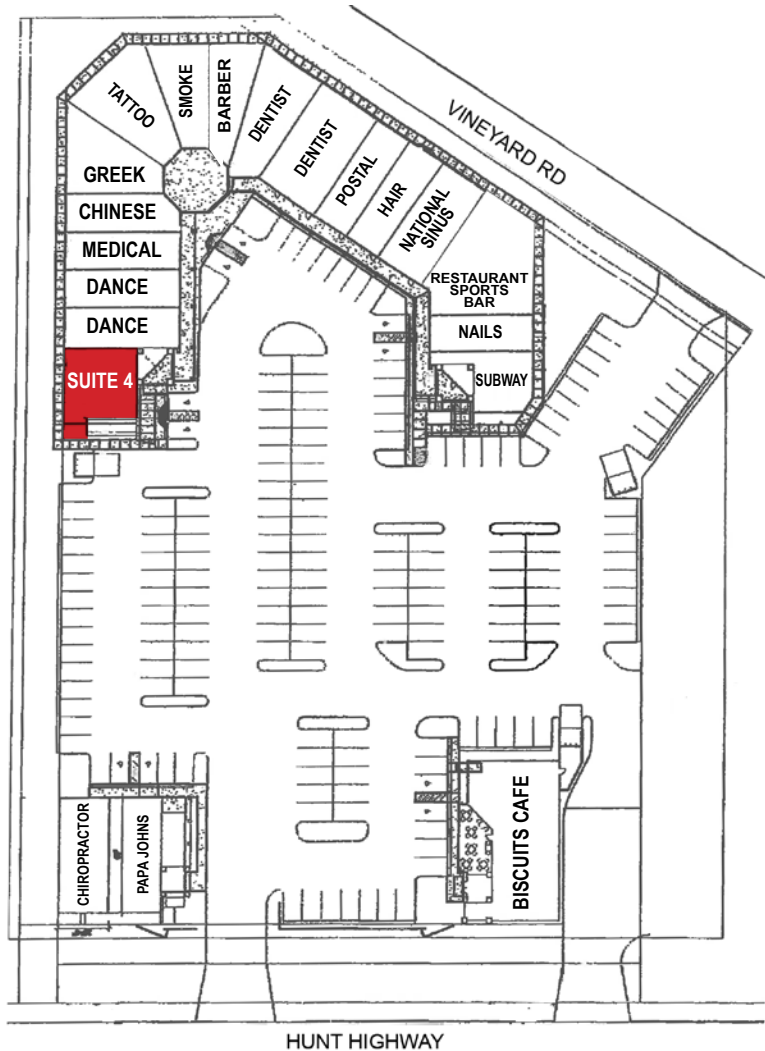 VINEYARD RD
TATTOO
SMOKE
BARBER
DENTIST
DENTIST
POSTAL
HAIR
NATIONAL
SINUS
GREEK
CHINESE
MEDICAL
DANCE
DANCE
SUITE 4
RESTAURANT
SPORTS
BAR
NAILS
SUBWAY
CHIROPRACTOR
PAPA JOHNS
BISCUITS CAFE
HUNT HIGHWAY